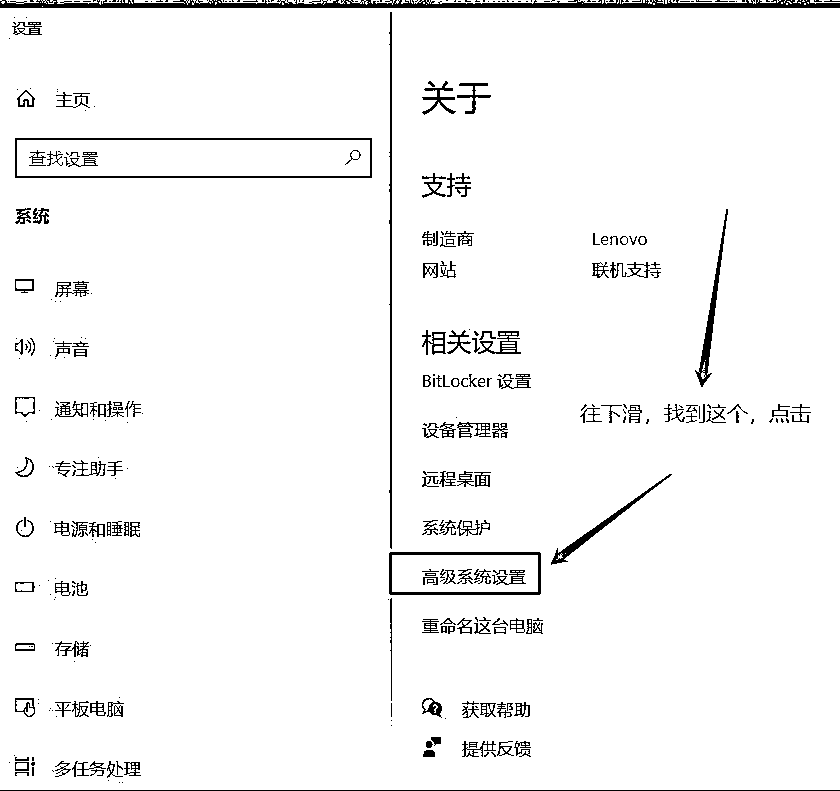 设置
主页
查找设置
系统
屏幕
声音
通知和操作
专注助手
电源和睡眠
电池
存储
平板电脑
多任务处理
关于
支持
制造商 Lenovo
网站 联机支持
相关设置
BitLocker 设置
设备管理器
远程桌面
系统保护
高级系统设置
重命名这台电脑
获取帮助
提供反馈
往下滑，找到这个，点击